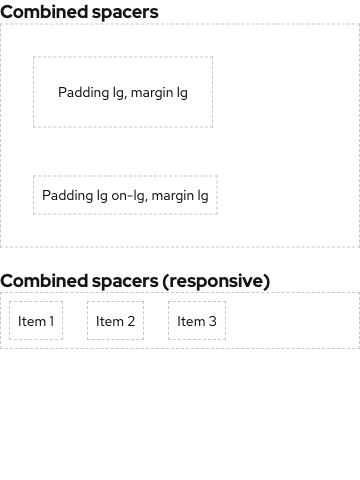 Combined spacers
Padding lg, margin lg
Padding lg on-lg, margin lg
Combined spacers (responsive)
Item 1 Item 2 Item 3